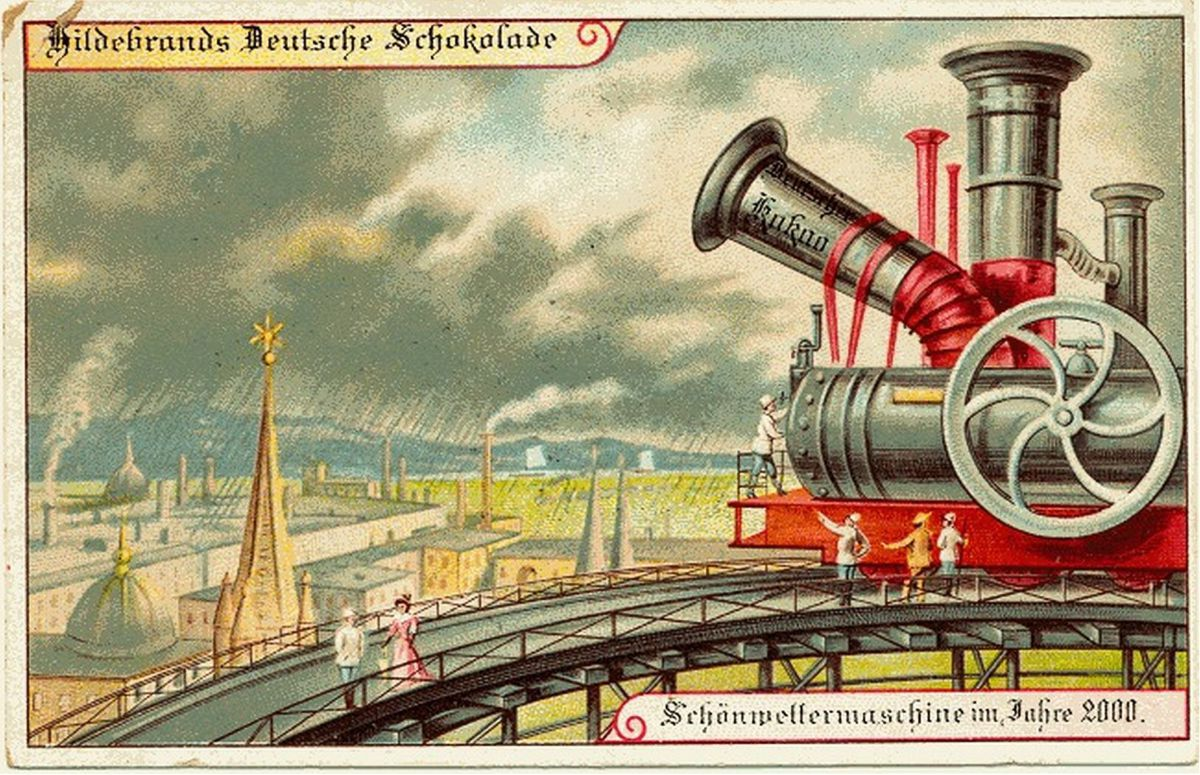 Hildebrands Deutsche Schokolade
Deutscher
Kakao
Schönwettermaschine im Jahre 2000.